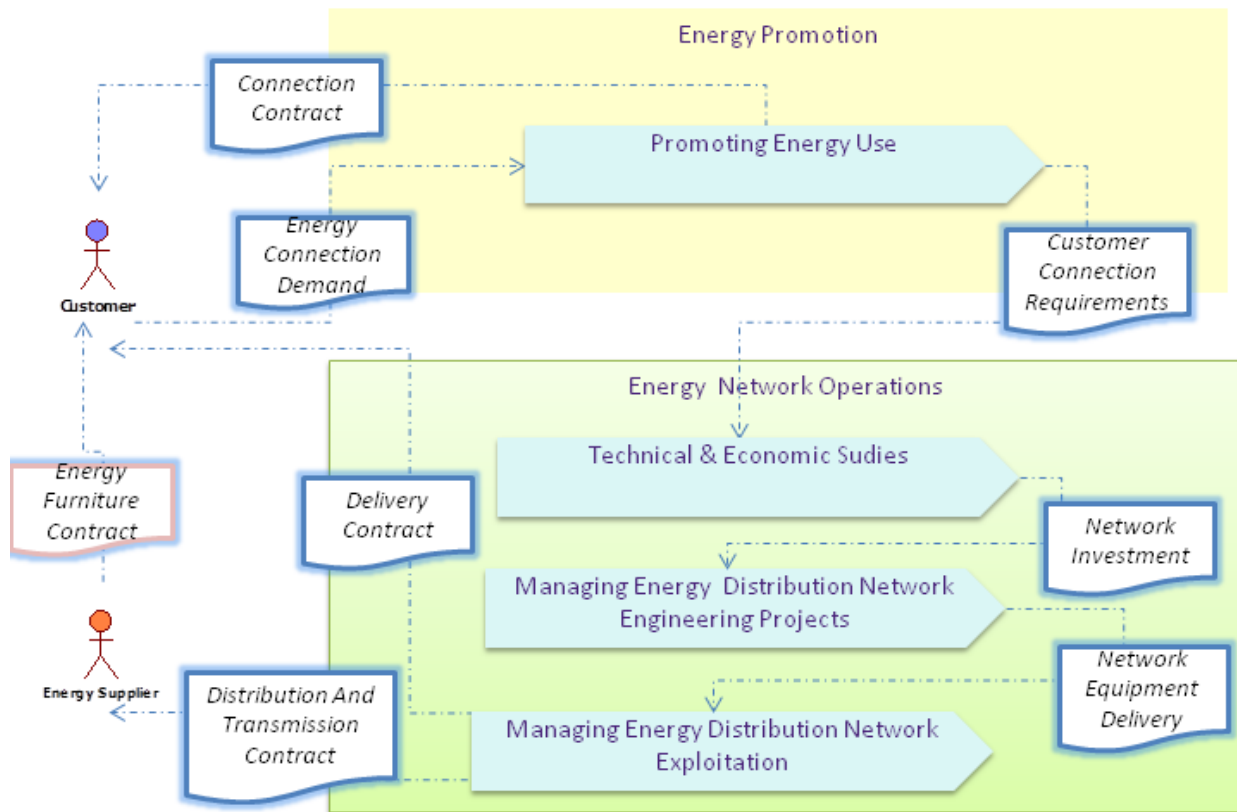 Energy Promotion
Connection
Contract
Promoting Energy Use
Energy
Connection
Demand
Customer
Connection
Requirements
Customer
Energy Network Operations
Technical & Economic Sudies
Energy
Furniture
Contract
Delivery
Contract
Network
Investment
Managing Energy Distribution Network
Engineering Projects
Energy Supplier
Distribution And
Transmission
Contract
Network
Equipment
Delivery
Managing Energy Distribution Network
Exploitation